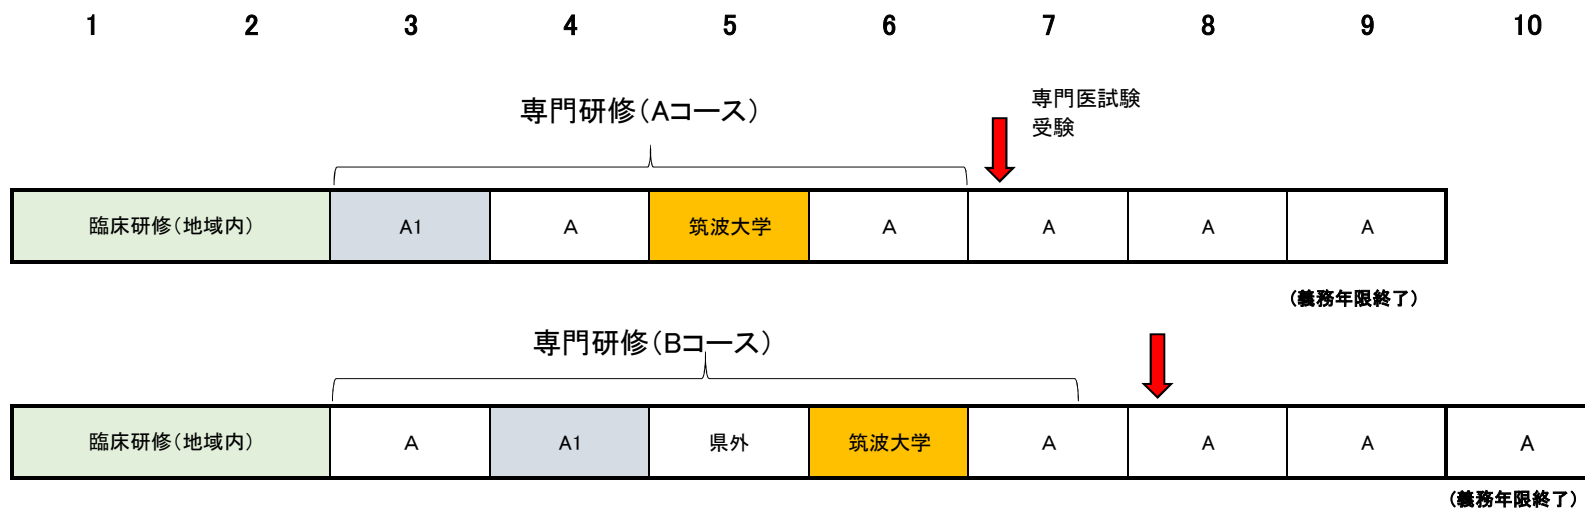 1 2 3 4 5 6 7 8 9 10
専門研修(Aコース)
専門医試験
受験
臨床研修(地域内) A1 A 筑波大学 A A A A
(義務年限終了)
専門研修(Bコース)
臨床研修(地域内) A A1 県外 筑波大学 A A A A
(義務年限終了)